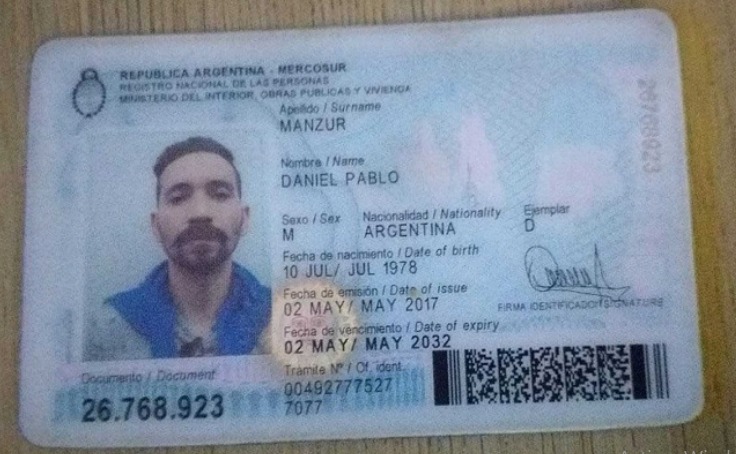 REPUBLICA ARGENTINA - MERCOSUR
REGISTRO NACIONAL DE LAS PERSONAS
MINISTERIO DEL INTERIOR, OBRAS PUBLICAS Y VIVIENDA
Apellido / Surname
MANZUR
Nombre / Name
DANIEL PABLO
Sexo / Sex Nacionalidad / Nationality Ejemplar
M ARGENTINA D
Fecha de nacimiento / Date of birth
10 JUL/ JUL 1978
Fecha de emisión / Date of issue
02 MAY/ MAY 2017
FIRMA IDENTIFICADO / SIGNATURE
Fecha de vencimiento / Date of expiry
02 MAY/ MAY 2032
Documento / Document
26.768.923
Trámite Nº / Of. ident.
00492777527
7077
26768923